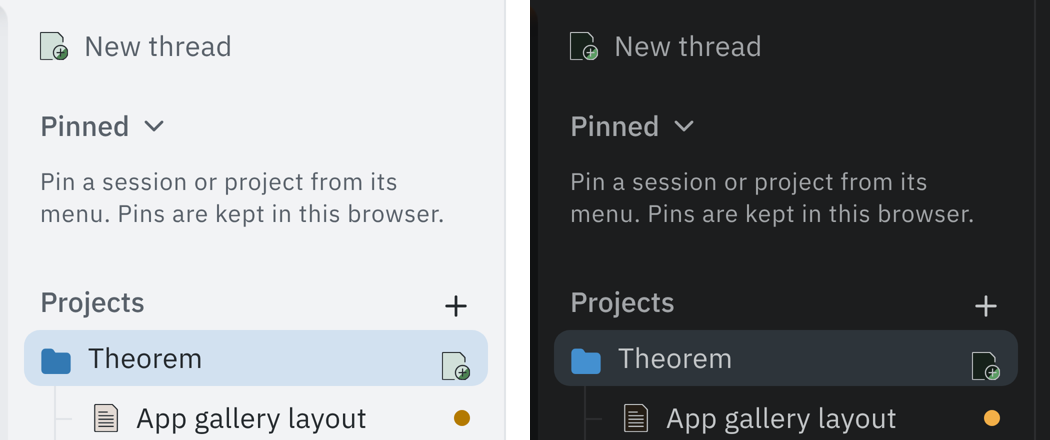 New thread
Pinned
Pin a session or project from its
menu. Pins are kept in this browser.
Projects
Theorem
App gallery layout
New thread
Pinned
Pin a session or project from its
menu. Pins are kept in this browser.
Projects
Theorem
App gallery layout